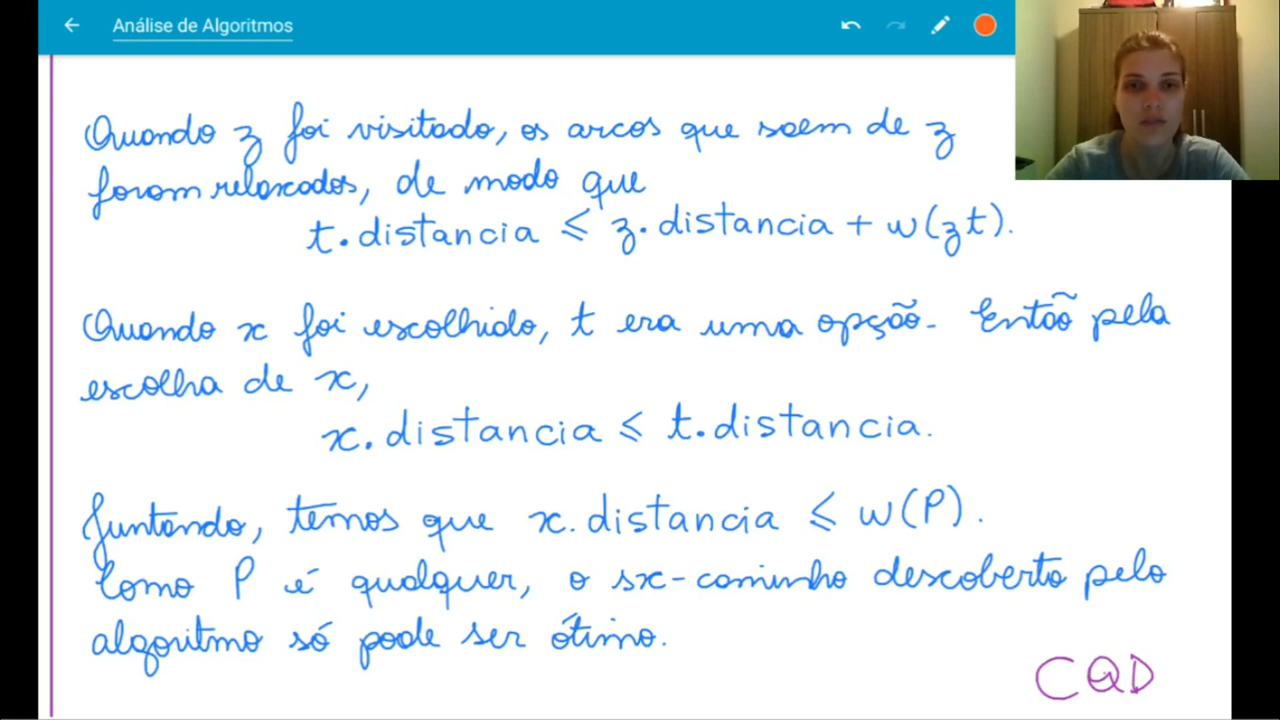 Análise de Algoritmos
Quando z foi visitado, os arcos que saem de z
foram relaxados, de modo que
t.distancia ⩽ z.distancia + w(zt).
Quando x foi escolhido, t era uma opção. Então pela
escolha de x,
x.distancia ⩽ t.distancia.
Juntando, temos que x.distancia ⩽ w(P).
Como P é qualquer, o sx-caminho descoberto pelo
algoritmo só pode ser ótimo.
CQD